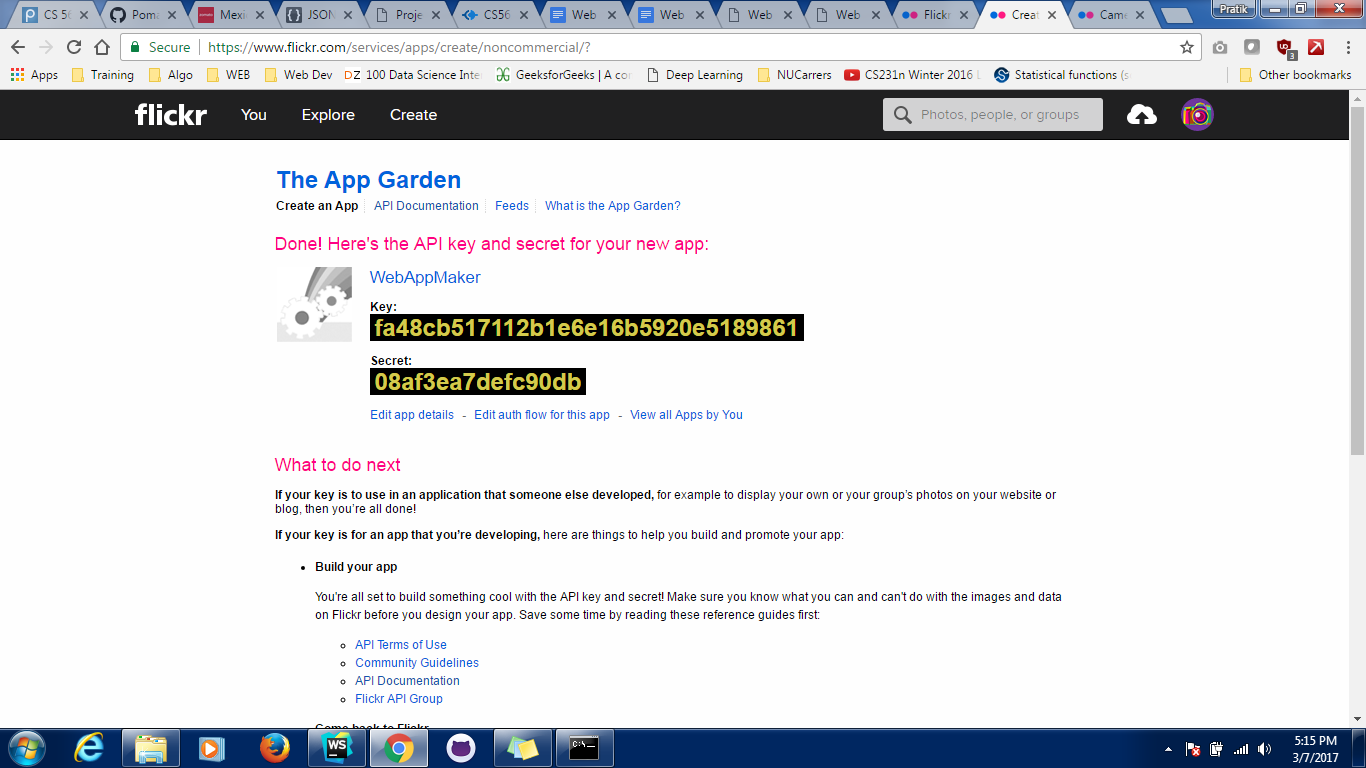 CS 56
Poma
Mexi
JSON
Proje
CS56
Web
Web
Web
Web
Flickr
Creat
Came
Pratik
Secure https://www.flickr.com/services/apps/create/noncommercial/?
Apps Training Algo WEB Web Dev DZ 100 Data Science Inte GeeksforGeeks | A co Deep Learning NUCarrers CS231n Winter 2016 L Statistical functions (s Other bookmarks
flickr You Explore Create Photos, people, or groups
The App Garden
Create an App API Documentation Feeds What is the App Garden?
Done! Here's the API key and secret for your new app:
WebAppMaker
Key:
fa48cb517112b1e6e16b5920e5189861
Secret:
08af3ea7defc90db
Edit app details - Edit auth flow for this app - View all Apps by You
What to do next
If your key is to use in an application that someone else developed, for example to display your own or your group's photos on your website or
blog, then you're all done!
If your key is for an app that you're developing, here are things to help you build and promote your app:
Build your app
You're all set to build something cool with the API key and secret! Make sure you know what you can and can't do with the images and data
on Flickr before you design your app. Save some time by reading these reference guides first:
API Terms of Use
Community Guidelines
API Documentation
Flickr API Group
Come back to Flickr
WS
C:\
5:15 PM
3/7/2017